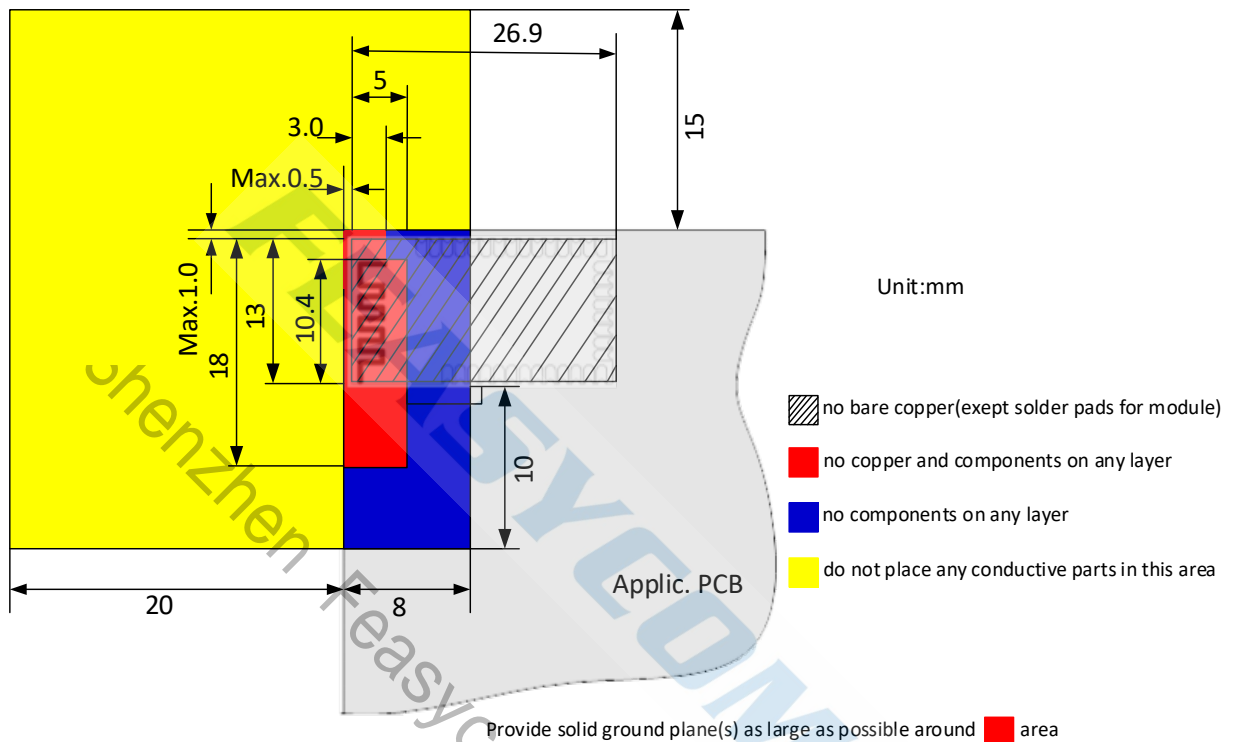 26.9
5
15
3.0
Max.0.5
Max.1.0
18
13
10.4
Unit:mm
no bare copper(exept solder pads for module)
no copper and components on any layer
10
no components on any layer
do not place any conductive parts in this area
Applic. PCB
20
8
Provide solid ground plane(s) as large as possible around
area
FEASYCOM
Shenzhen